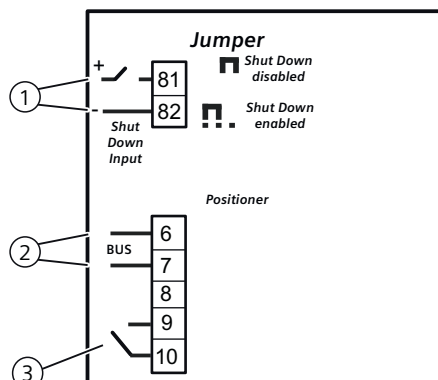 Jumper
+
81
Shut Down
disabled
1
-
82
Shut
Down
Input
Shut Down
enabled
Positioner
2
BUS
6
7
8
9
10
3